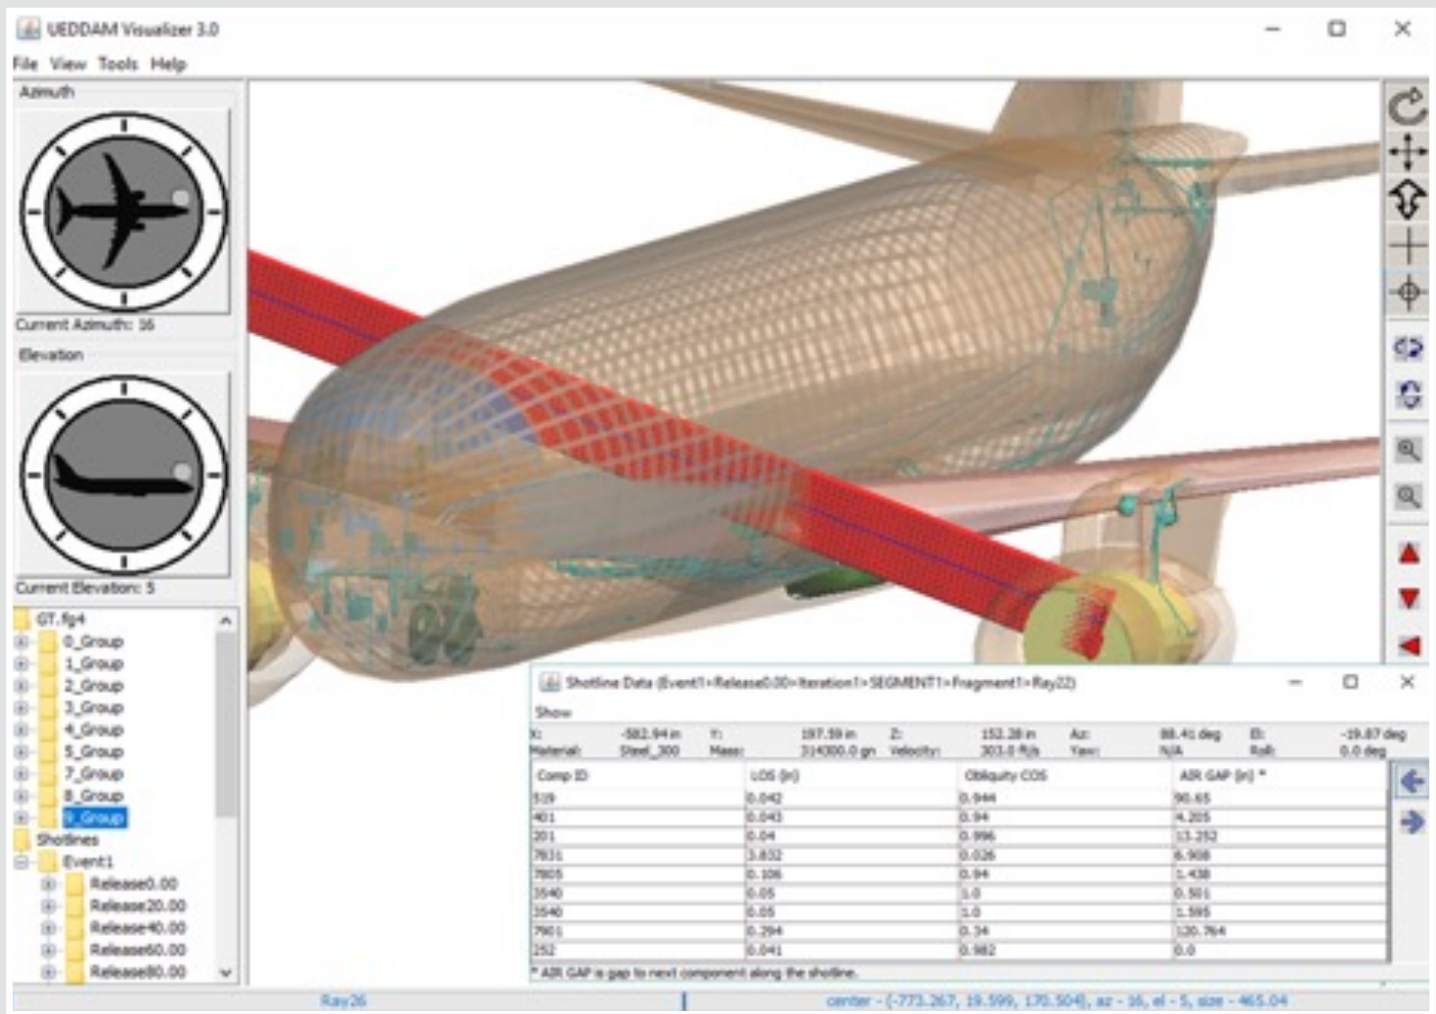 UEDDAM Visualizer 3.0
File View Tools Help
Azimuth
Current Azimuth: 16
Elevation
Current Elevation: 5
GT.fg4
0_Group
1_Group
2_Group
3_Group
4_Group
5_Group
7_Group
8_Group
9_Group
Shotlines
Event1
Release0.00
Release20.00
Release40.00
Release60.00
Release80.00
Shotline Data (Event1>Release0.00>Iteration1>SEGMENT1>Fragment1>Ray22)
Show
X: -582.94 in Y: 197.59 in Z: 152.28 in Az: 88.41 deg El: -19.87 deg
Material: Steel_300 Mass: 314300.0 gn Velocity: 303.0 ft/s Yaw: N/A Roll: 0.0 deg
Comp ID LOS (in) Obliquity COS AIR GAP (in) *
519 0.042 0.944 90.65
401 0.043 0.94 4.205
201 0.04 0.996 13.252
7831 3.832 0.026 6.908
7805 0.106 0.94 1.438
3540 0.05 1.0 0.501
3540 0.05 1.0 1.595
7901 0.294 0.34 120.764
252 0.041 0.982 0.0
* AIR GAP is gap to next component along the shotline.
Ray26
center - (-773.267, 19.599, 170.504), az - 16, el - 5, size - 465.04